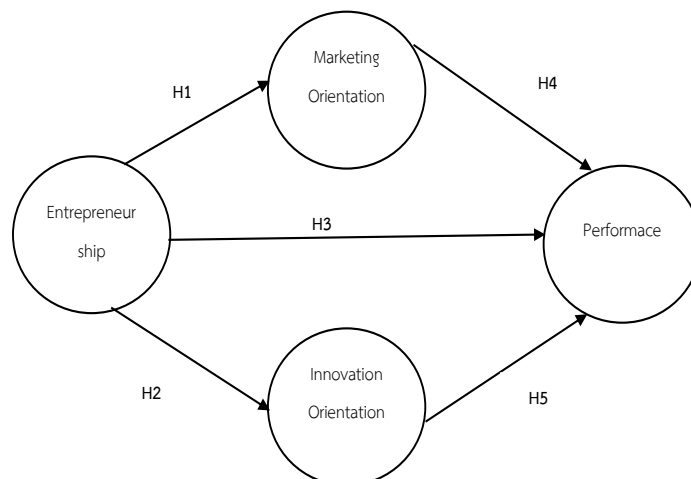 Marketing
Orientation
H1
H4
Entrepreneur
ship
H3
Performace
H2
Innovation
Orientation
H5